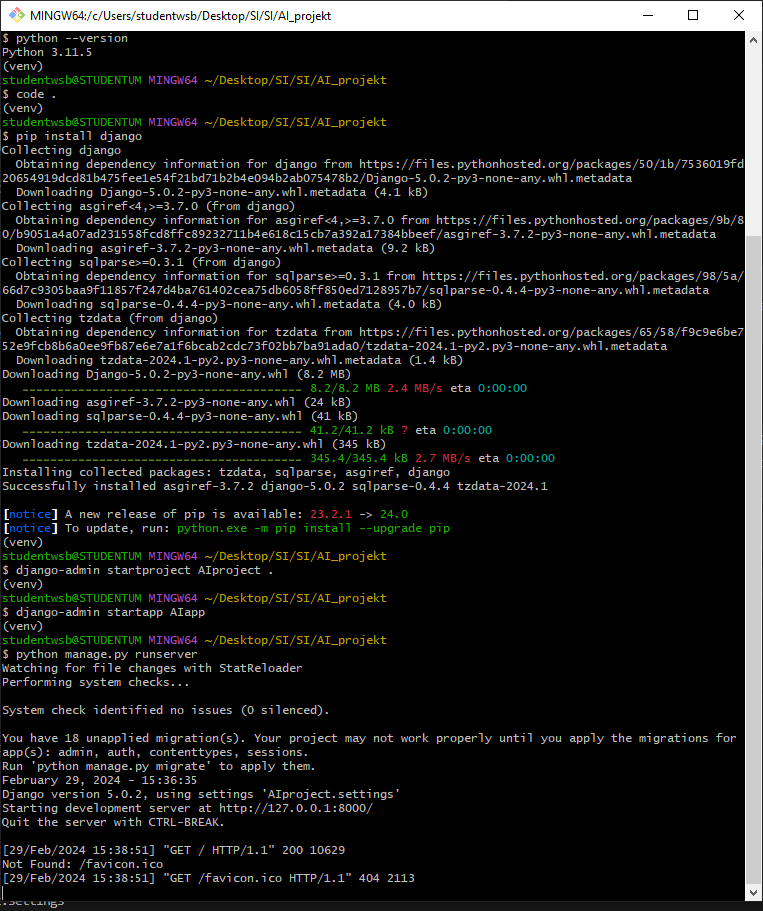 MINGW64:/c/Users/studentwsb/Desktop/SI/SI/AI_projekt
$ python --version
Python 3.11.5
(venv)
studentwsb@STUDENTUM MINGW64 ~/Desktop/SI/SI/AI_projekt
$ code .
(venv)
studentwsb@STUDENTUM MINGW64 ~/Desktop/SI/SI/AI_projekt
$ pip install django
Collecting django
  Obtaining dependency information for django from https://files.pythonhosted.org/packages/50/1b/7536019fd
20654919dcd81b475fee1e54f21bd71b2b4e094b2ab075478b2/Django-5.0.2-py3-none-any.whl.metadata
  Downloading Django-5.0.2-py3-none-any.whl.metadata (4.1 kB)
Collecting asgiref<4,>=3.7.0 (from django)
  Obtaining dependency information for asgiref<4,>=3.7.0 from https://files.pythonhosted.org/packages/9b/8
0/b9051a4a07ad231558fcd8ffc89232711b4e618c15cb7a392a17384bbeef/asgiref-3.7.2-py3-none-any.whl.metadata
  Downloading asgiref-3.7.2-py3-none-any.whl.metadata (9.2 kB)
Collecting sqlparse>=0.3.1 (from django)
  Obtaining dependency information for sqlparse>=0.3.1 from https://files.pythonhosted.org/packages/98/5a/
66d7c9305baa9f11857f247d4ba761402cea75db6058ff850ed7128957b7/sqlparse-0.4.4-py3-none-any.whl.metadata
  Downloading sqlparse-0.4.4-py3-none-any.whl.metadata (4.0 kB)
Collecting tzdata (from django)
  Obtaining dependency information for tzdata from https://files.pythonhosted.org/packages/65/58/f9c9e6be7
52e9fcb8b6a0ee9fb87e6e7a1f6bcab2cdc73f02bb7ba91ada0/tzdata-2024.1-py2.py3-none-any.whl.metadata
  Downloading tzdata-2024.1-py2.py3-none-any.whl.metadata (1.4 kB)
Downloading Django-5.0.2-py3-none-any.whl (8.2 MB)
   ---------------------------------------- 8.2/8.2 MB 2.4 MB/s eta 0:00:00
Downloading asgiref-3.7.2-py3-none-any.whl (24 kB)
Downloading sqlparse-0.4.4-py3-none-any.whl (41 kB)
   ---------------------------------------- 41.2/41.2 kB ? eta 0:00:00
Downloading tzdata-2024.1-py2.py3-none-any.whl (345 kB)
   ---------------------------------------- 345.4/345.4 kB 2.7 MB/s eta 0:00:00
Installing collected packages: tzdata, sqlparse, asgiref, django
Successfully installed asgiref-3.7.2 django-5.0.2 sqlparse-0.4.4 tzdata-2024.1

[notice] A new release of pip is available: 23.2.1 -> 24.0
[notice] To update, run: python.exe -m pip install --upgrade pip
(venv)
studentwsb@STUDENTUM MINGW64 ~/Desktop/SI/SI/AI_projekt
$ django-admin startproject AIproject .
(venv)
studentwsb@STUDENTUM MINGW64 ~/Desktop/SI/SI/AI_projekt
$ django-admin startapp AIapp
(venv)
studentwsb@STUDENTUM MINGW64 ~/Desktop/SI/SI/AI_projekt
$ python manage.py runserver
Watching for file changes with StatReloader
Performing system checks...

System check identified no issues (0 silenced).

You have 18 unapplied migration(s). Your project may not work properly until you apply the migrations for
app(s): admin, auth, contenttypes, sessions.
Run 'python manage.py migrate' to apply them.
February 29, 2024 - 15:36:35
Django version 5.0.2, using settings 'AIproject.settings'
Starting development server at http://127.0.0.1:8000/
Quit the server with CTRL-BREAK.

[29/Feb/2024 15:38:51] "GET / HTTP/1.1" 200 10629
Not Found: /favicon.ico
[29/Feb/2024 15:38:51] "GET /favicon.ico HTTP/1.1" 404 2113